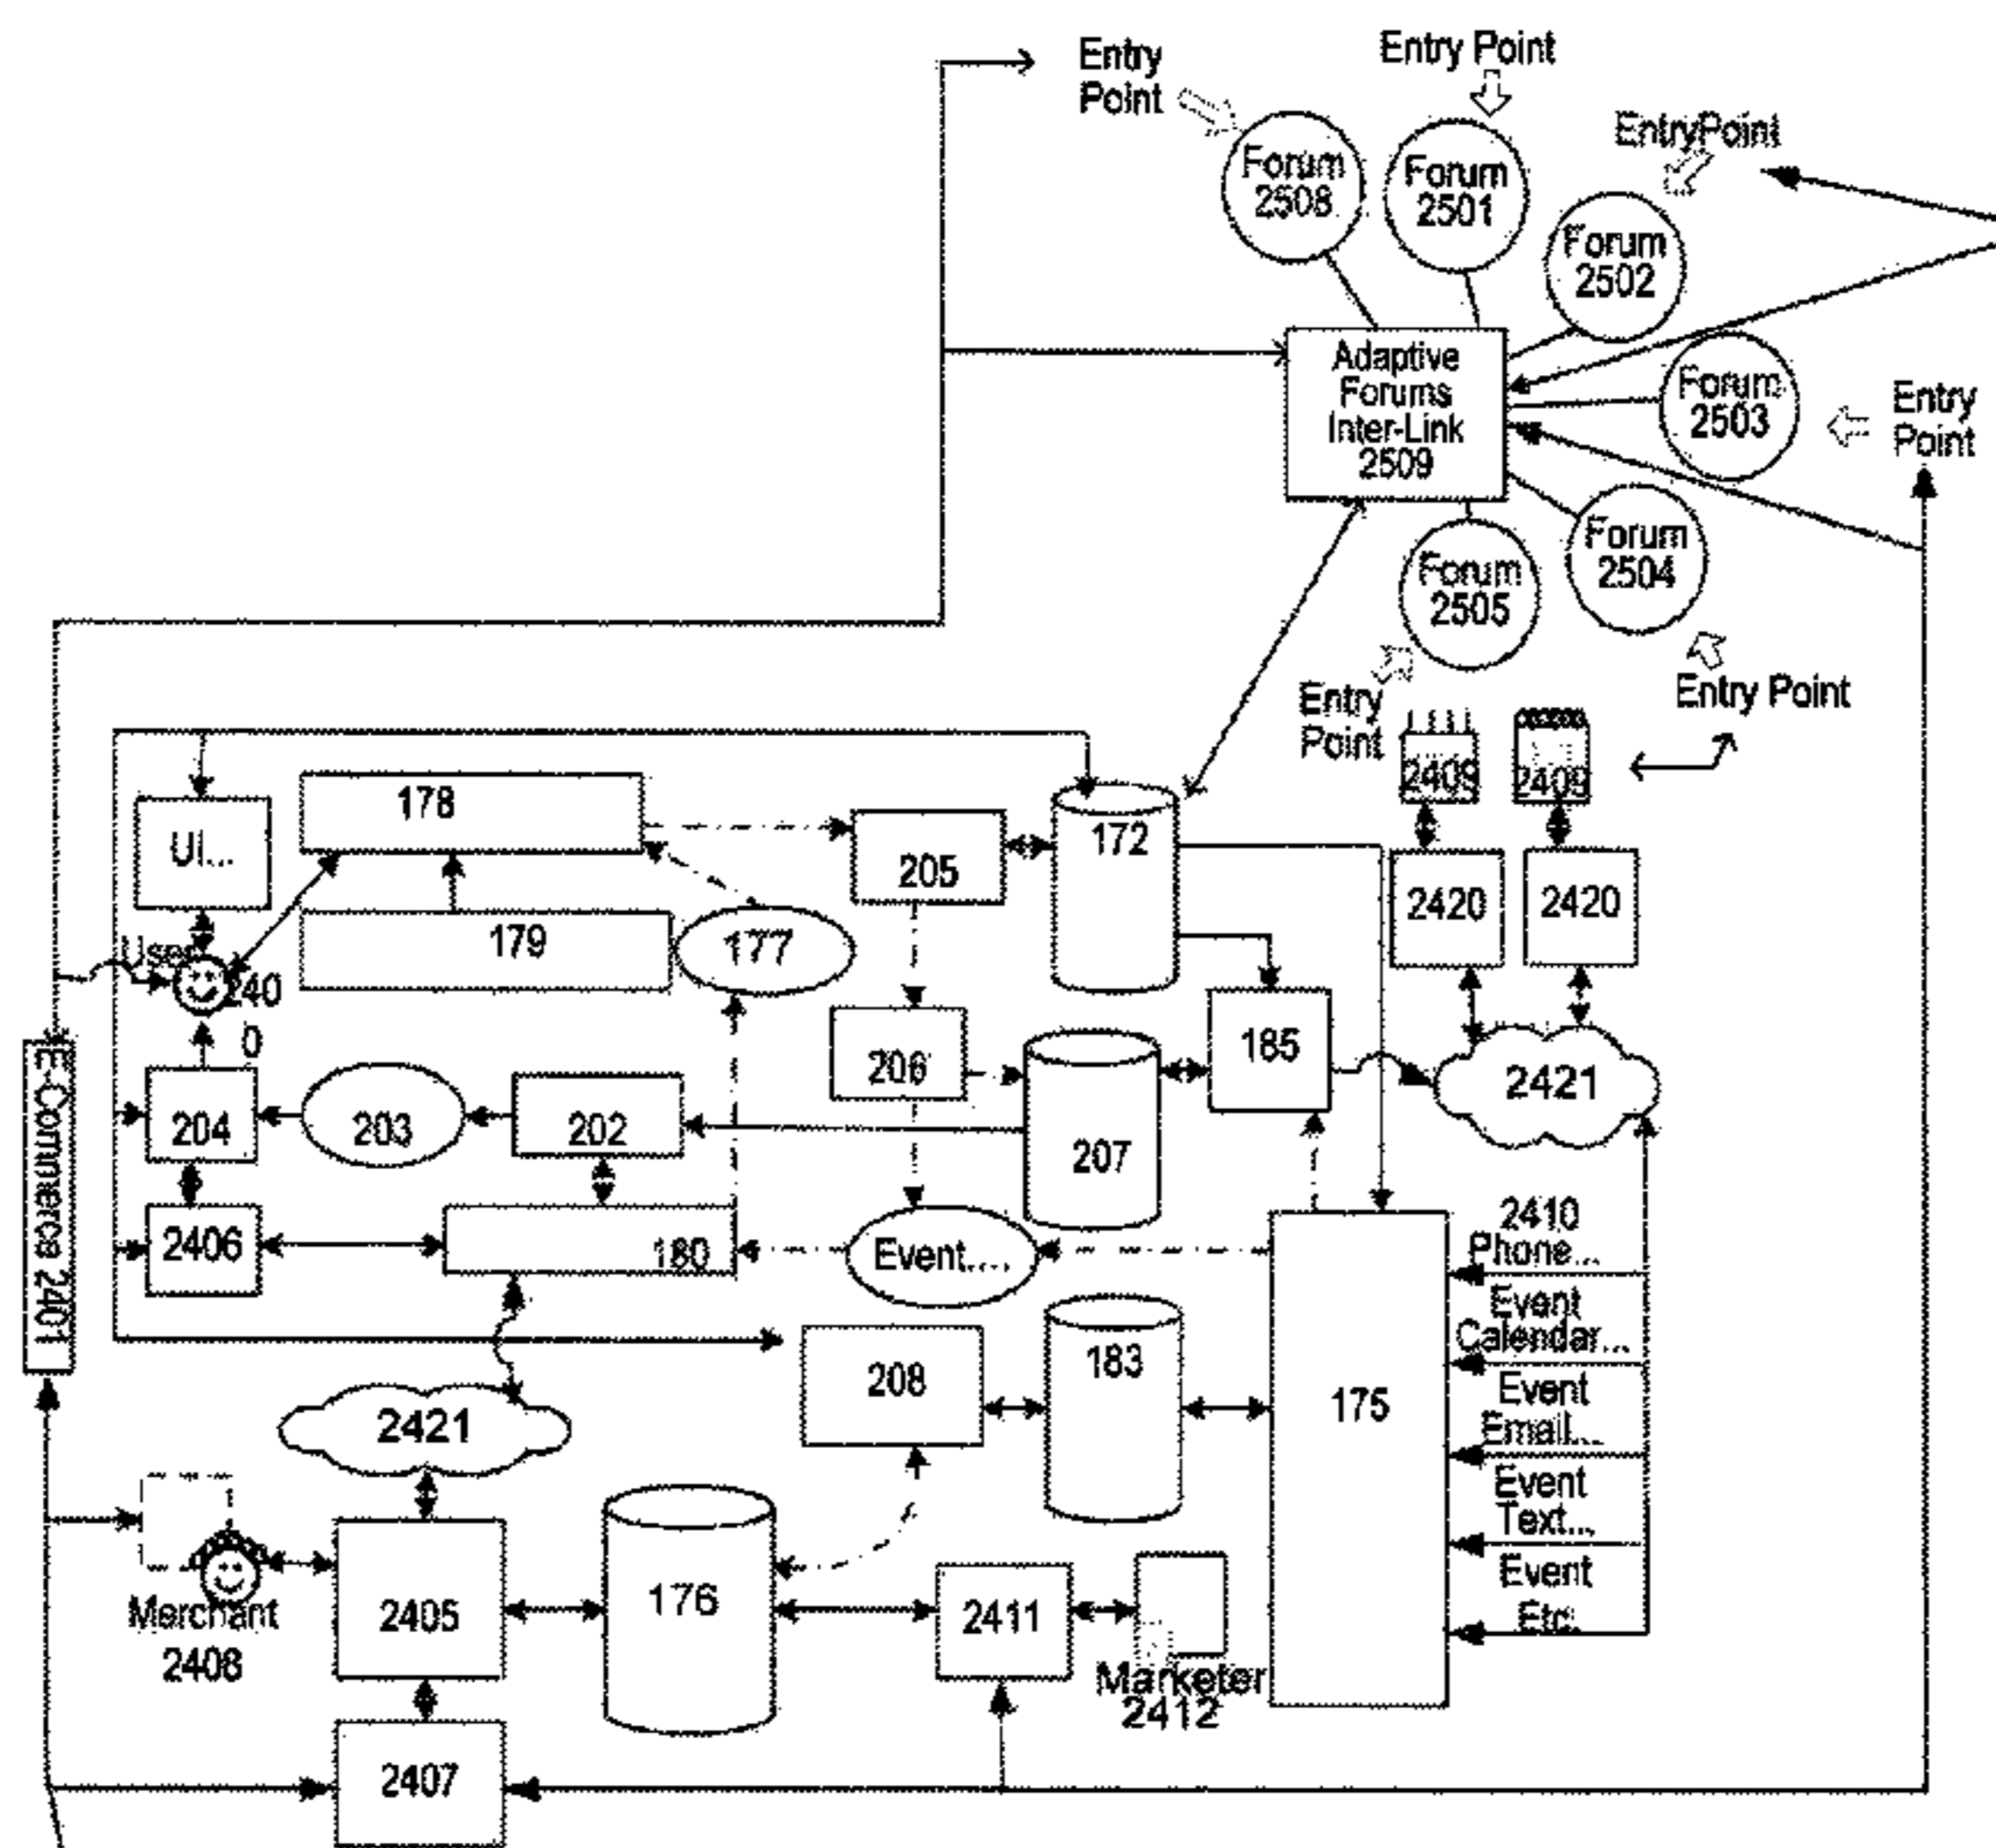 Entry
Point
Entry Point
EntryPoint
Forum
2508
Forum
2501
Forum
2502
Adaptive
Forums
Inter-Link
2509
Forum
2503
Entry
Point
Forum
2504
Forum
2505
Entry
Point
Entry Point
2409
2409
178
UI...
205
172
2420
2420
179
177
User
240
0
185
2421
206
204
203
202
207
2406
180
Event....
2410
Phone...
Event
Calendar...
Event
Email...
Event
Text...
Event
Etc.
E-Commerce 2401
208
183
175
2421
Merchant
2408
2405
176
2411
Marketer
2412
2407